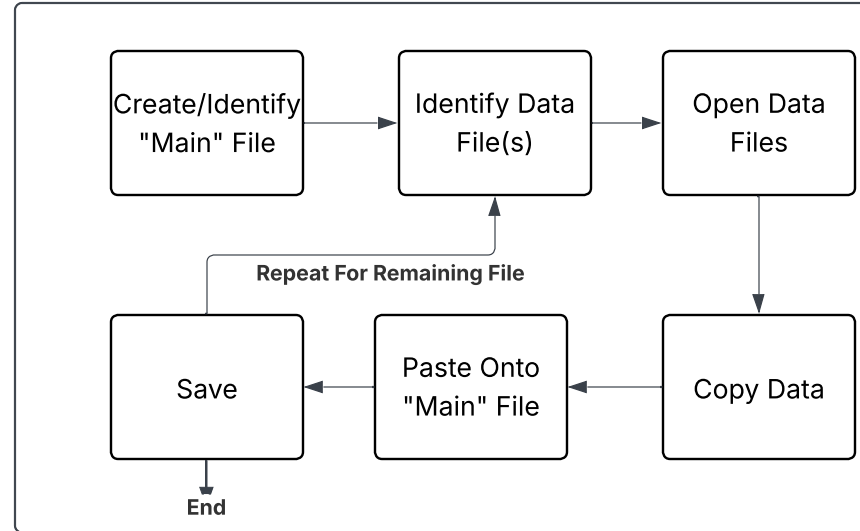 Create/Identify
"Main" File
Identify Data
File(s)
Open Data
Files
Repeat For Remaining File
Save
Paste Onto
"Main" File
Copy Data
End